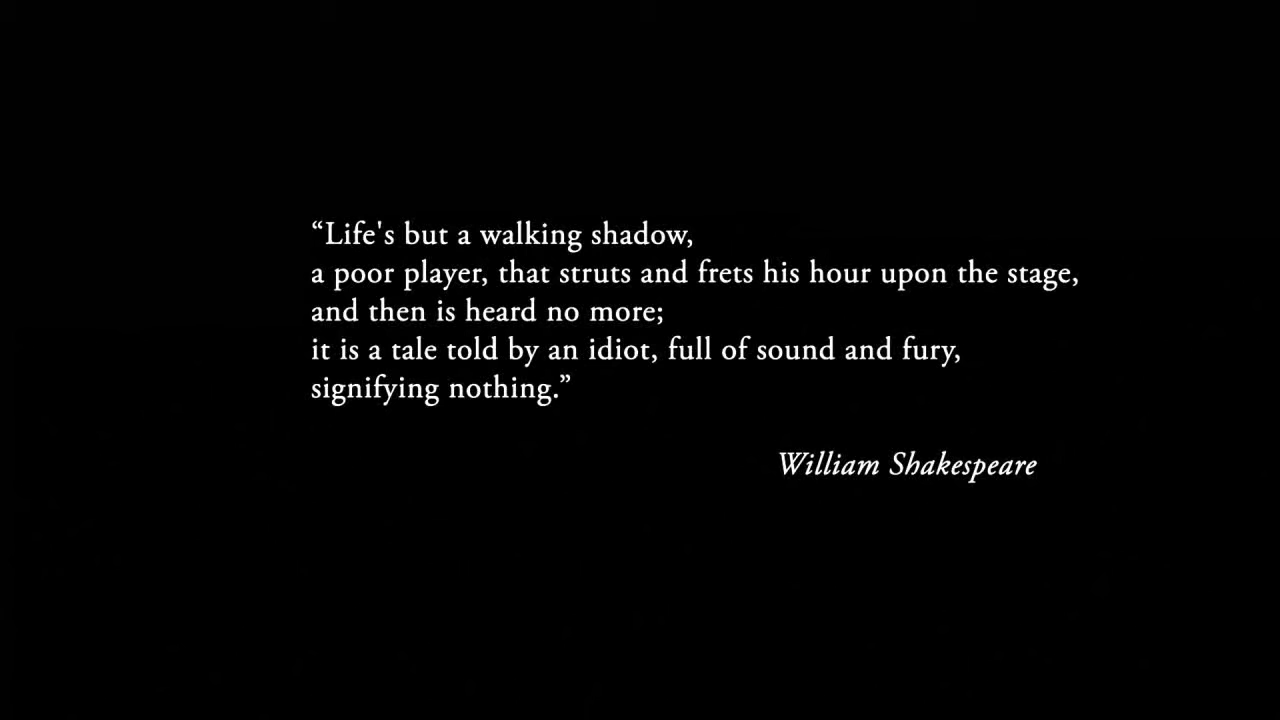 “Life's but a walking shadow,
a poor player, that struts and frets his hour upon the stage,
and then is heard no more;
it is a tale told by an idiot, full of sound and fury,
signifying nothing.”
William Shakespeare